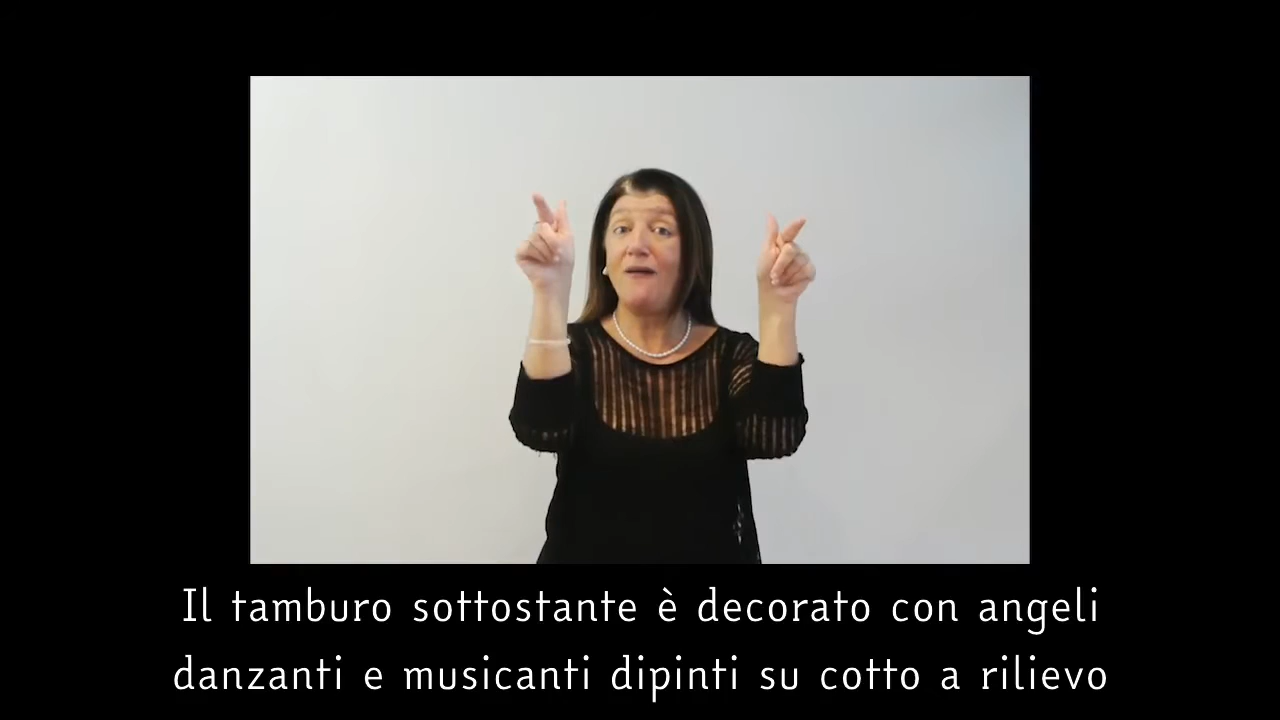 Il tamburo sottostante è decorato con angeli
danzanti e musicanti dipinti su cotto a rilievo